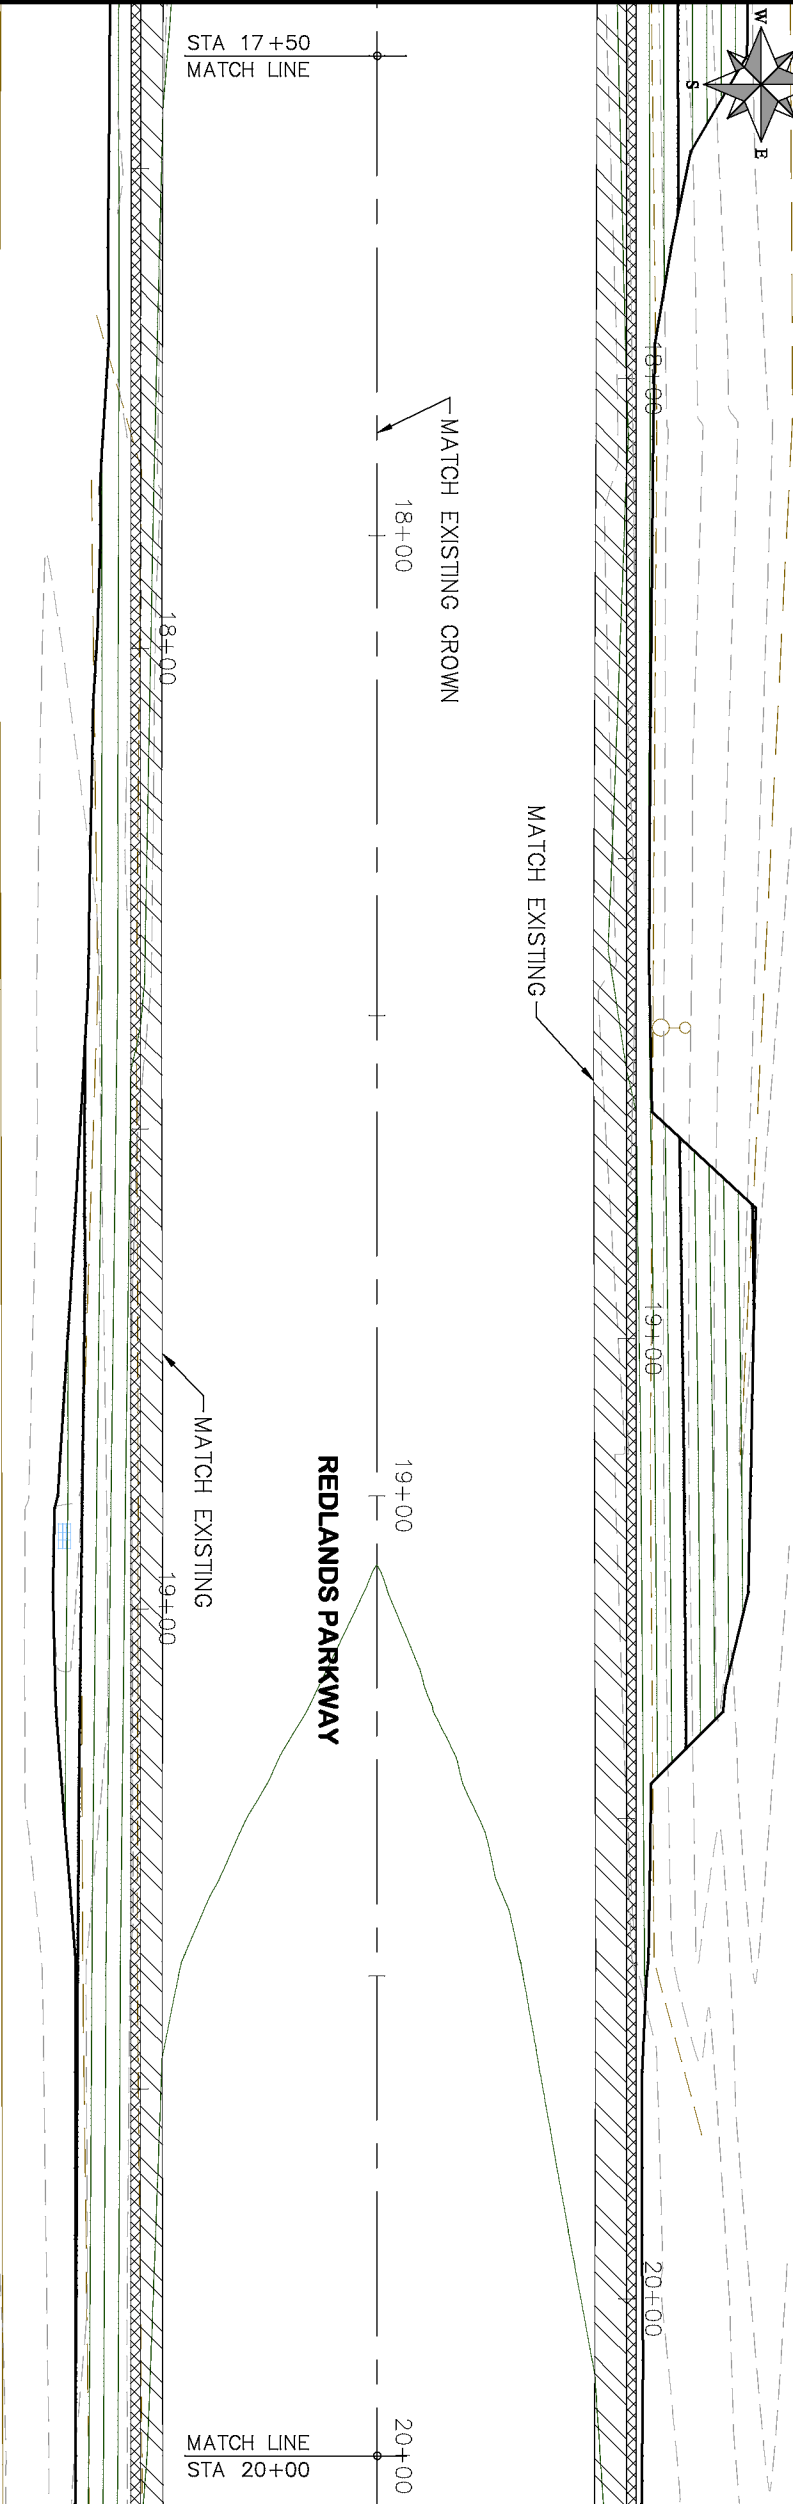 STA 17+50
MATCH LINE
W
S
E
18+00
MATCH EXISTING CROWN
18+00
18+00
MATCH EXISTING
19+00
MATCH EXISTING
REDLANDS PARKWAY
19+00
19+00
20+00
MATCH LINE
STA 20+00
20+00